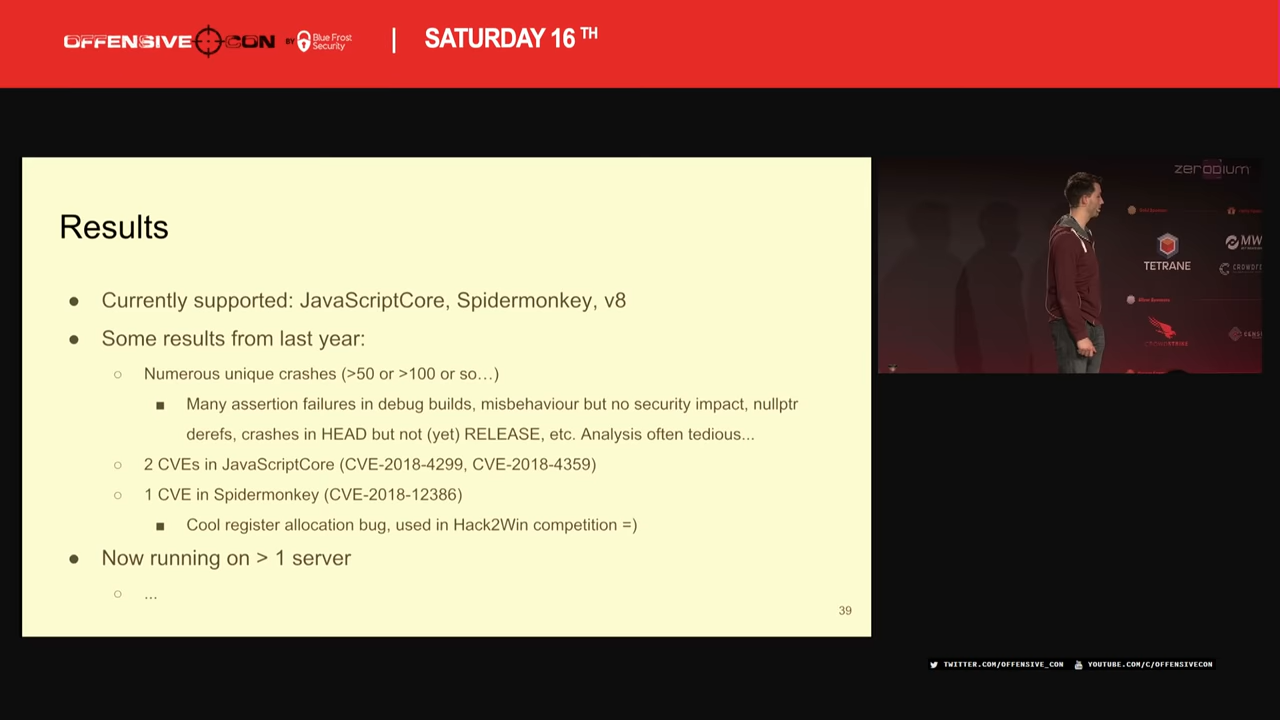 OFFENSIVE CON BY Blue Frost Security | SATURDAY 16 TH
zerodium
Results
TETRANE
MW
CROWDFE
● Currently supported: JavaScriptCore, Spidermonkey, v8
● Some results from last year:
○ Numerous unique crashes (>50 or >100 or so…)
■ Many assertion failures in debug builds, misbehaviour but no security impact, nullptr
derefs, crashes in HEAD but not (yet) RELEASE, etc. Analysis often tedious...
CROWDSTRIKE
○ 2 CVEs in JavaScriptCore (CVE-2018-4299, CVE-2018-4359)
○ 1 CVE in Spidermonkey (CVE-2018-12386)
■ Cool register allocation bug, used in Hack2Win competition =)
● Now running on > 1 server
○ ...
39
TWITTER.COM/OFFENSIVE_CON YOUTUBE.COM/C/OFFENSIVECON